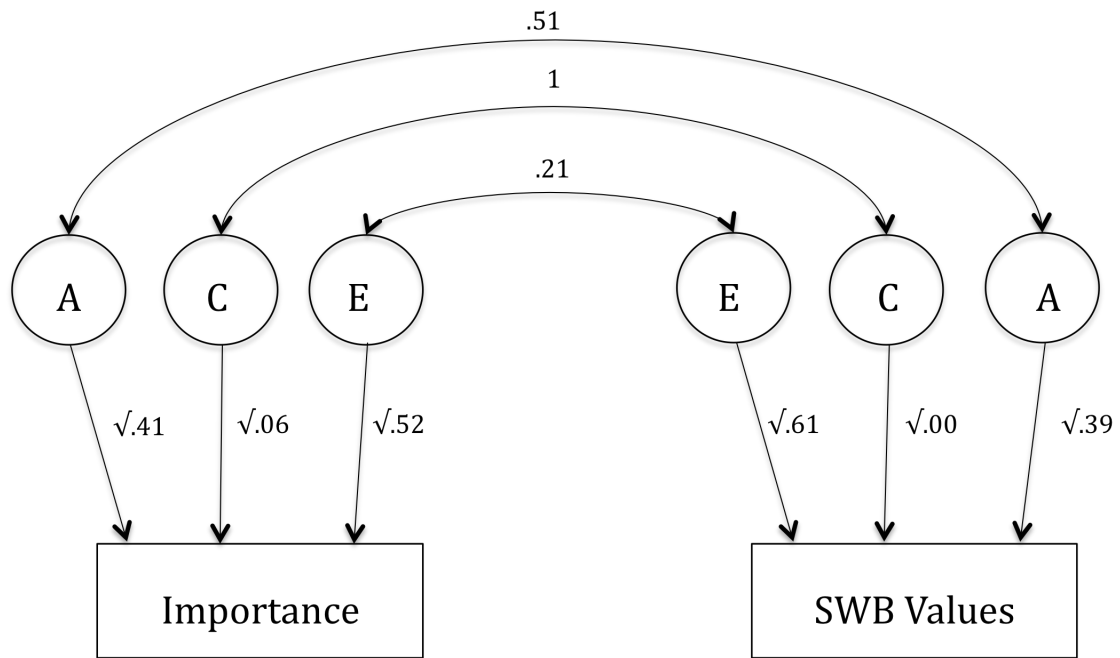 .51
1
.21
A C E E C A
√.41 √.06 √.52 √.61 √.00 √.39
Importance SWB Values